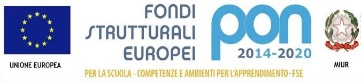 FONDI
STRUTTURALI
EUROPEI
pon
2014-2020
UNIONE EUROPEA
MIUR
PER LA SCUOLA - COMPETENZE E AMBIENTI PER L'APPRENDIMENTO-FSE